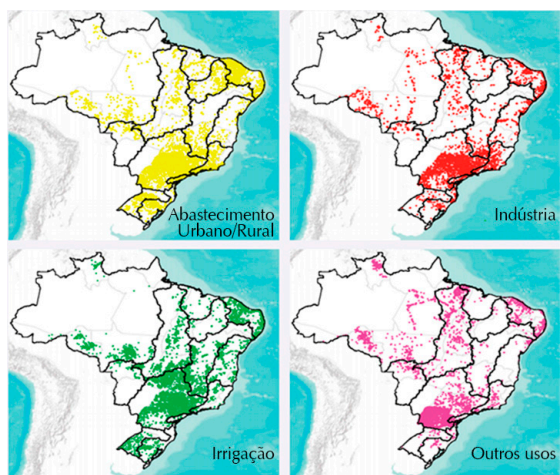 Abastecimento
Urbano/Rural
Indústria
Irrigação
Outros usos